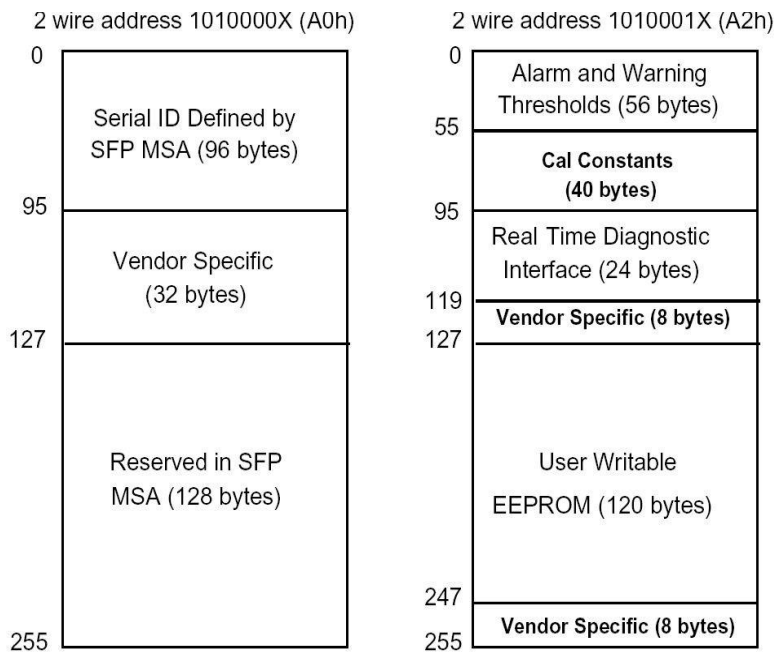 2 wire address 1010000X (A0h)
0
Serial ID Defined by
SFP MSA (96 bytes)
95
Vendor Specific
(32 bytes)
127
Reserved in SFP
MSA (128 bytes)
255
2 wire address 1010001X (A2h)
0
Alarm and Warning
Thresholds (56 bytes)
55
Cal Constants
(40 bytes)
95
Real Time Diagnostic
Interface (24 bytes)
119
Vendor Specific (8 bytes)
127
User Writable
EEPROM (120 bytes)
247
Vendor Specific (8 bytes)
255